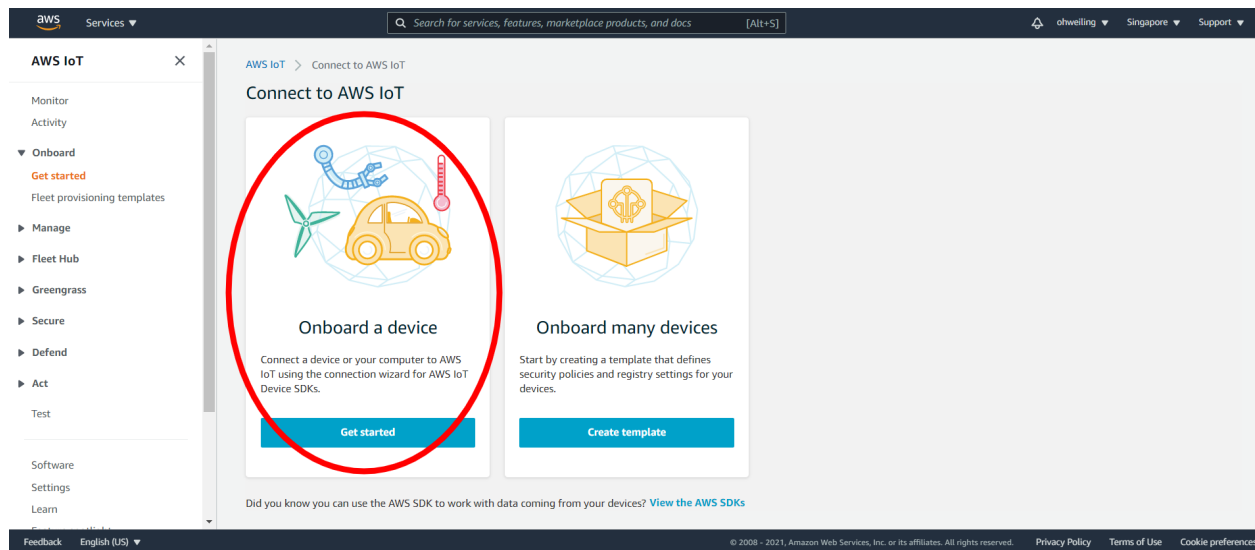 aws
Services ▼
Search for services, features, marketplace products, and docs [Alt+S]
ohweiling ▼
Singapore ▼
Support ▼
AWS IoT
Monitor
Activity
Onboard
Get started
Fleet provisioning templates
Manage
Fleet Hub
Greengrass
Secure
Defend
Act
Test
Software
Settings
Learn
AWS IoT > Connect to AWS IoT
Connect to AWS IoT
Onboard a device
Connect a device or your computer to AWS
IoT using the connection wizard for AWS IoT
Device SDKs.
Get started
Onboard many devices
Start by creating a template that defines
security policies and registry settings for your
devices.
Create template
Did you know you can use the AWS SDK to work with data coming from your devices? View the AWS SDKs
Feedback
English (US) ▼
© 2008 - 2021, Amazon Web Services, Inc. or its affiliates. All rights reserved.
Privacy Policy
Terms of Use
Cookie preferences